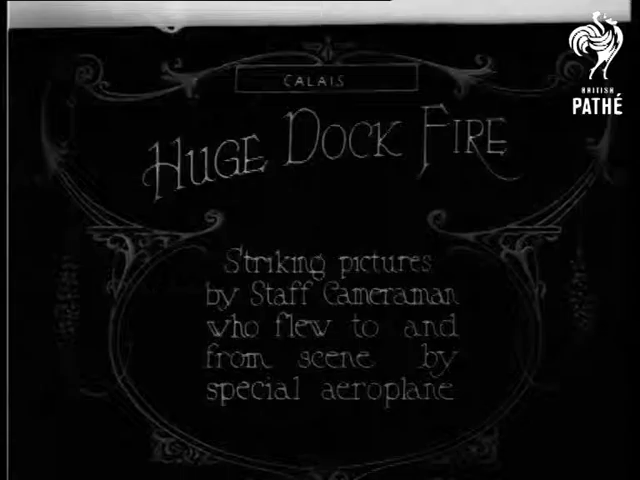 CALAIS
HUGE DOCK FIRE
Striking pictures
by Staff Cameraman
who flew to and
from scene by
special aeroplane
BRITISH
PATHÉ